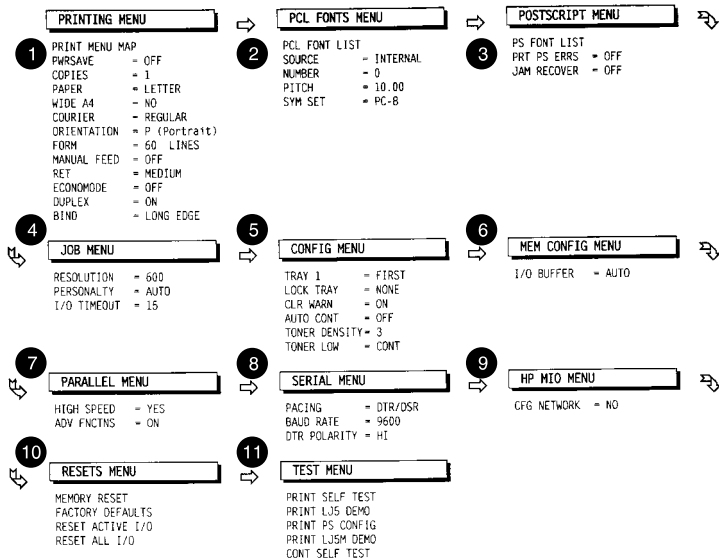 PRINTING MENU
1
PRINT MENU MAP
PWRSAVE = OFF
COPIES = 1
PAPER = LETTER
WIDE A4 = NO
COURIER = REGULAR
ORIENTATION = P (Portrait)
FORM = 60 LINES
MANUAL FEED = OFF
RET = MEDIUM
ECONOMODE = OFF
DUPLEX = ON
BIND = LONG EDGE
PCL FONTS MENU
2
PCL FONT LIST
SOURCE = INTERNAL
NUMBER = 0
PITCH = 10.00
SYM SET = PC-8
POSTSCRIPT MENU
3
PS FONT LIST
PRT PS ERRS = OFF
JAM RECOVER = OFF
4
JOB MENU
RESOLUTION = 600
PERSONALTY = AUTO
I/O TIMEOUT = 15
5
CONFIG MENU
TRAY 1 = FIRST
LOCK TRAY = NONE
CLR WARN = ON
AUTO CONT = OFF
TONER DENSITY= 3
TONER LOW = CONT
6
MEM CONFIG MENU
I/O BUFFER = AUTO
7
PARALLEL MENU
HIGH SPEED = YES
ADV FNCTNS = ON
8
SERIAL MENU
PACING = DTR/DSR
BAUD RATE = 9600
DTR POLARITY = HI
9
HP MIO MENU
CFG NETWORK = NO
10
RESETS MENU
MEMORY RESET
FACTORY DEFAULTS
RESET ACTIVE I/O
RESET ALL I/O
11
TEST MENU
PRINT SELF TEST
PRINT LJ5 DEMO
PRINT PS CONFIG
PRINT LJ5M DEMO
CONT SELF TEST